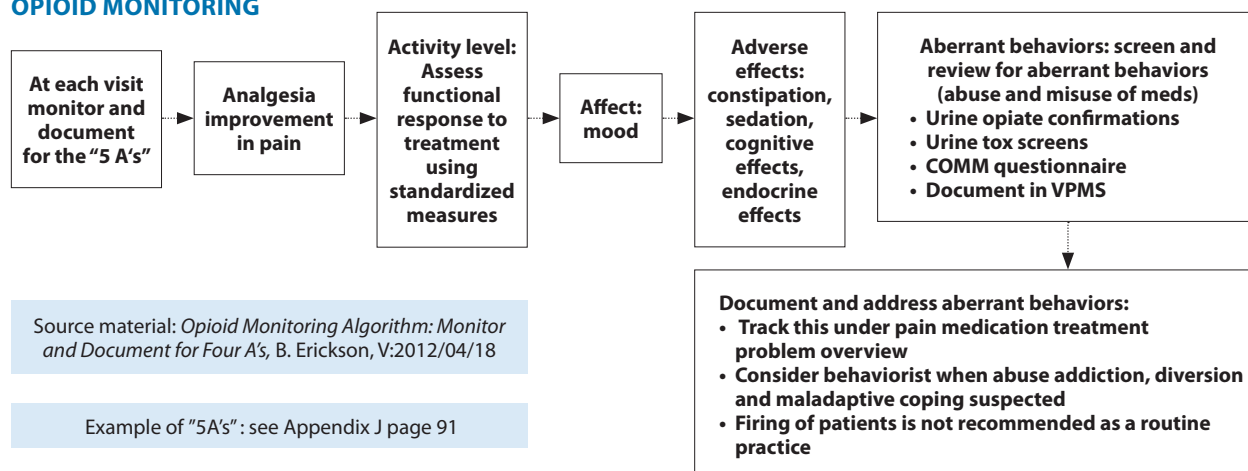 OPIOID MONITORING
At each visit
monitor and
document
for the “5 A‘s”
Analgesia
improvement
in pain
Activity level:
Assess
functional
response to
treatment
using
standardized
measures
Affect:
mood
Adverse
effects:
constipation,
sedation,
cognitive
effects,
endocrine
effects
Aberrant behaviors: screen and
review for aberrant behaviors
(abuse and misuse of meds)
• Urine opiate confirmations
• Urine tox screens
• COMM questionnaire
• Document in VPMS
Document and address aberrant behaviors:
• Track this under pain medication treatment
problem overview
• Consider behaviorist when abuse addiction, diversion
and maladaptive coping suspected
• Firing of patients is not recommended as a routine
practice
Source material: Opioid Monitoring Algorithm: Monitor
and Document for Four A’s, B. Erickson, V:2012/04/18
Example of ”5A’s” : see Appendix J page 91